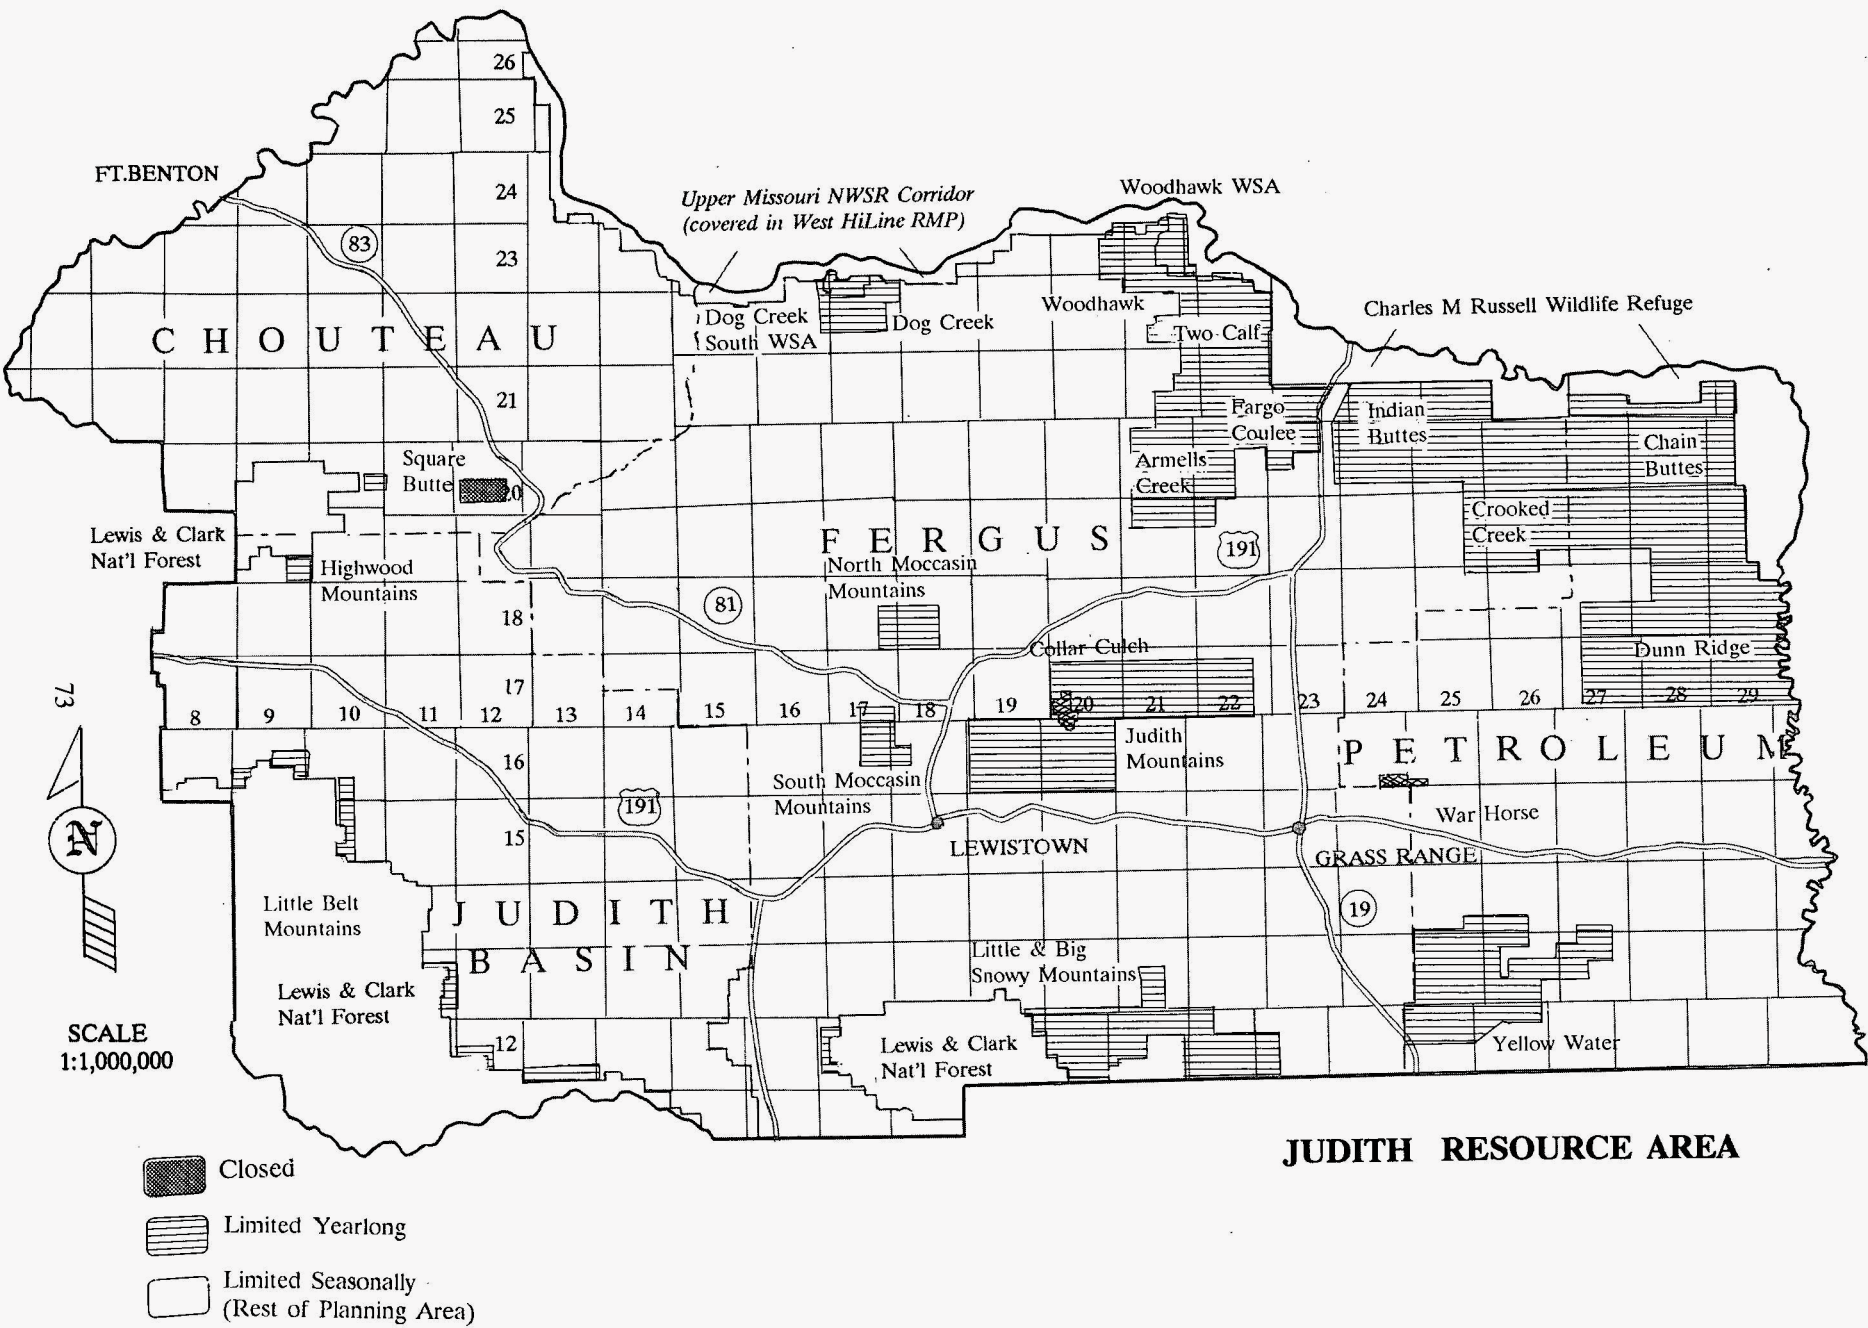 26
25
FT.BENTON
24
Upper Missouri NWSR Corridor
(covered in West HiLine RMP)
Woodhawk WSA
83
23
Charles M Russell Wildlife Refuge
Woodhawk
Dog Creek
South WSA
Dog Creek
Two Calf
CHOUTEAU
21
Fargo
Coulee
Indian
Buttes
Chain
Buttes
Square
Butte
20
Armells
Creek
Crooked
Creek
Lewis & Clark
Nat'l Forest
FERGUS
191
Highwood
Mountains
North Moccasin
Mountains
81
18
Collar Gulch
Dunn Ridge
17
73
8 9 10 11 12 13 14 15 16 17 18 19 20 21 22 23 24 25 26 27 28 29
Judith
Mountains
PETROLEUM
16
South Moccasin
Mountains
191
War Horse
15
LEWISTOWN
GRASS RANGE
N
Little Belt
Mountains
JUDITH
BASIN
19
Little & Big
Snowy Mountains
Lewis & Clark
Nat'l Forest
SCALE
1:1,000,000
12
Lewis & Clark
Nat'l Forest
Yellow Water
JUDITH RESOURCE AREA
Closed
Limited Yearlong
Limited Seasonally
(Rest of Planning Area)